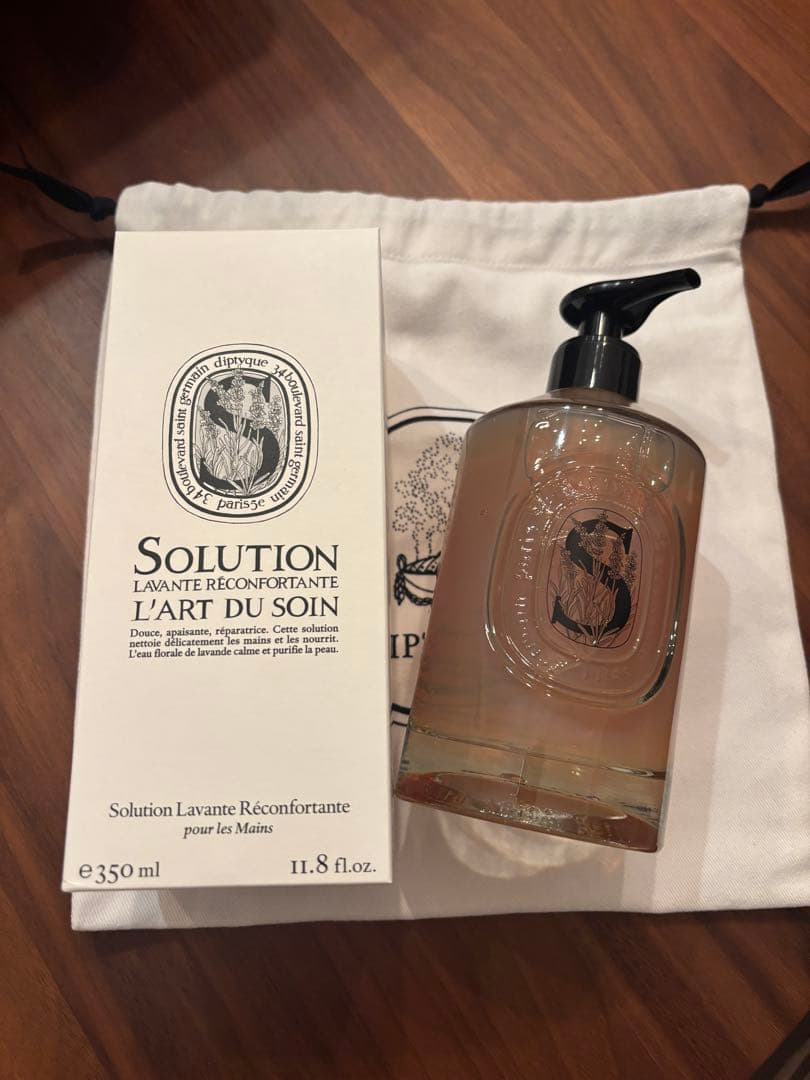 34 boulevard saint germain diptyque 34 boulevard saint germain paris5e
S
SOLUTION
LAVANTE RÉCONFORTANTE
L'ART DU SOIN
Douce, apaisante, réparatrice. Cette solution
nettoie délicatement les mains et les nourrit.
L'eau florale de lavande calme et purifie la peau.
Solution Lavante Réconfortante
pour les Mains
e 350 ml
11.8 fl.oz.
S